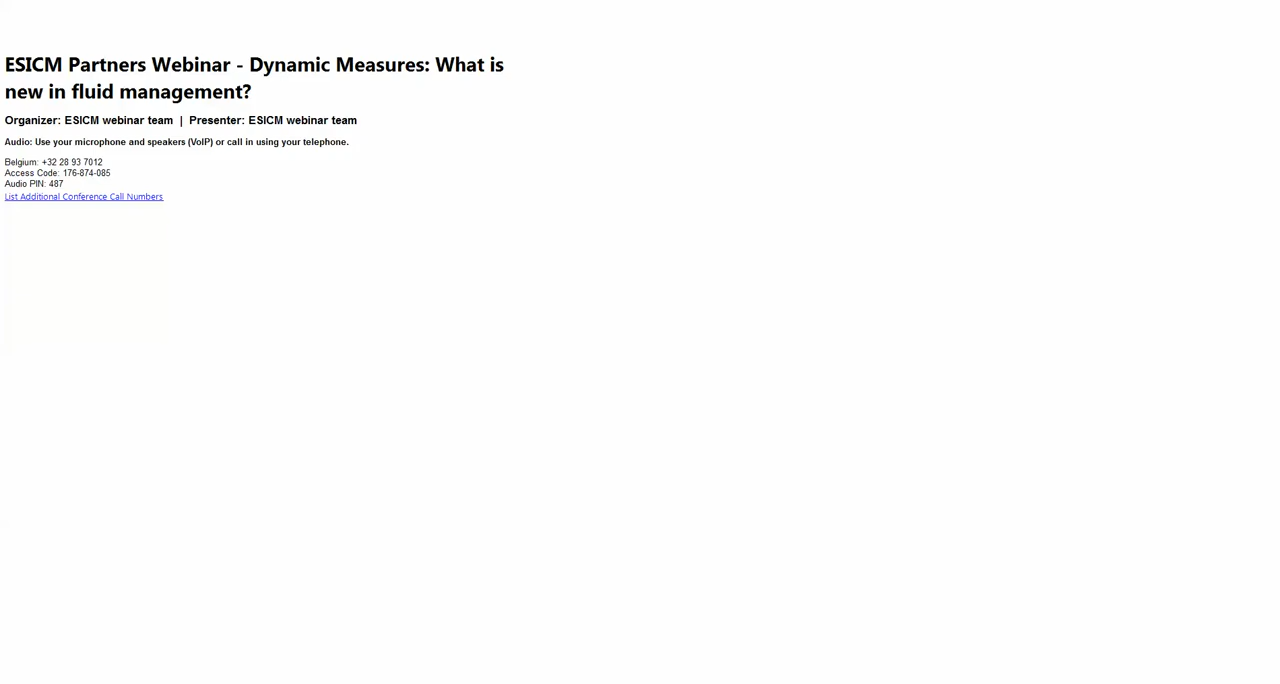 ESICM Partners Webinar - Dynamic Measures: What is
new in fluid management?
Organizer: ESICM webinar team | Presenter: ESICM webinar team
Audio: Use your microphone and speakers (VoIP) or call in using your telephone.
Belgium: +32 28 93 7012
Access Code: 176-874-085
Audio PIN: 487
List Additional Conference Call Numbers